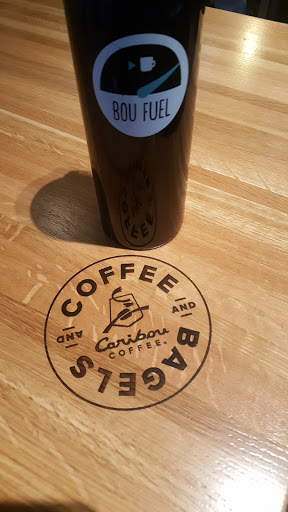 BOU FUEL
COFFEE
AND
BAGELS
AND
Caribou
COFFEE®